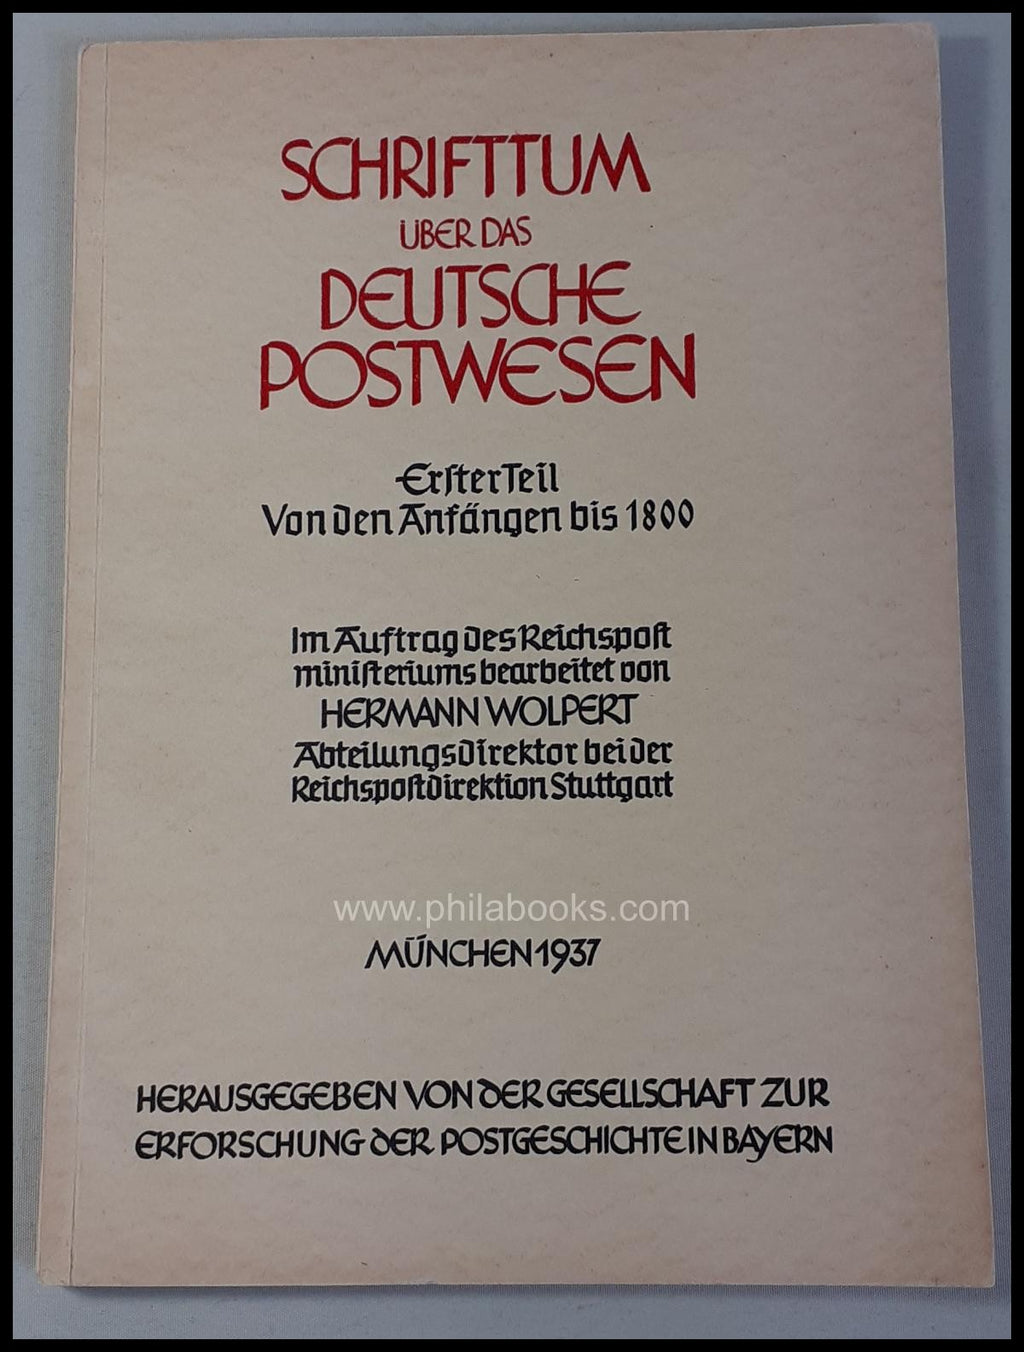 SCHRIFTTUM
ÜBER DAS
DEUTSCHE
POSTWESEN
Erſter Teil
Von den Anfängen bis 1800
Im Auftrag des Reichspoſt
miniſteriums bearbeitet von
HERMANN WOLPERT
Abteilungsdirektor bei der
Reichspoſtdirektion Stuttgart
www.philabooks.com
MÜNCHEN 1937
HERAUSGEGEBEN VON DER GESELLSCHAFT ZUR
ERFORSCHUNG DER POSTGESCHICHTE IN BAYERN